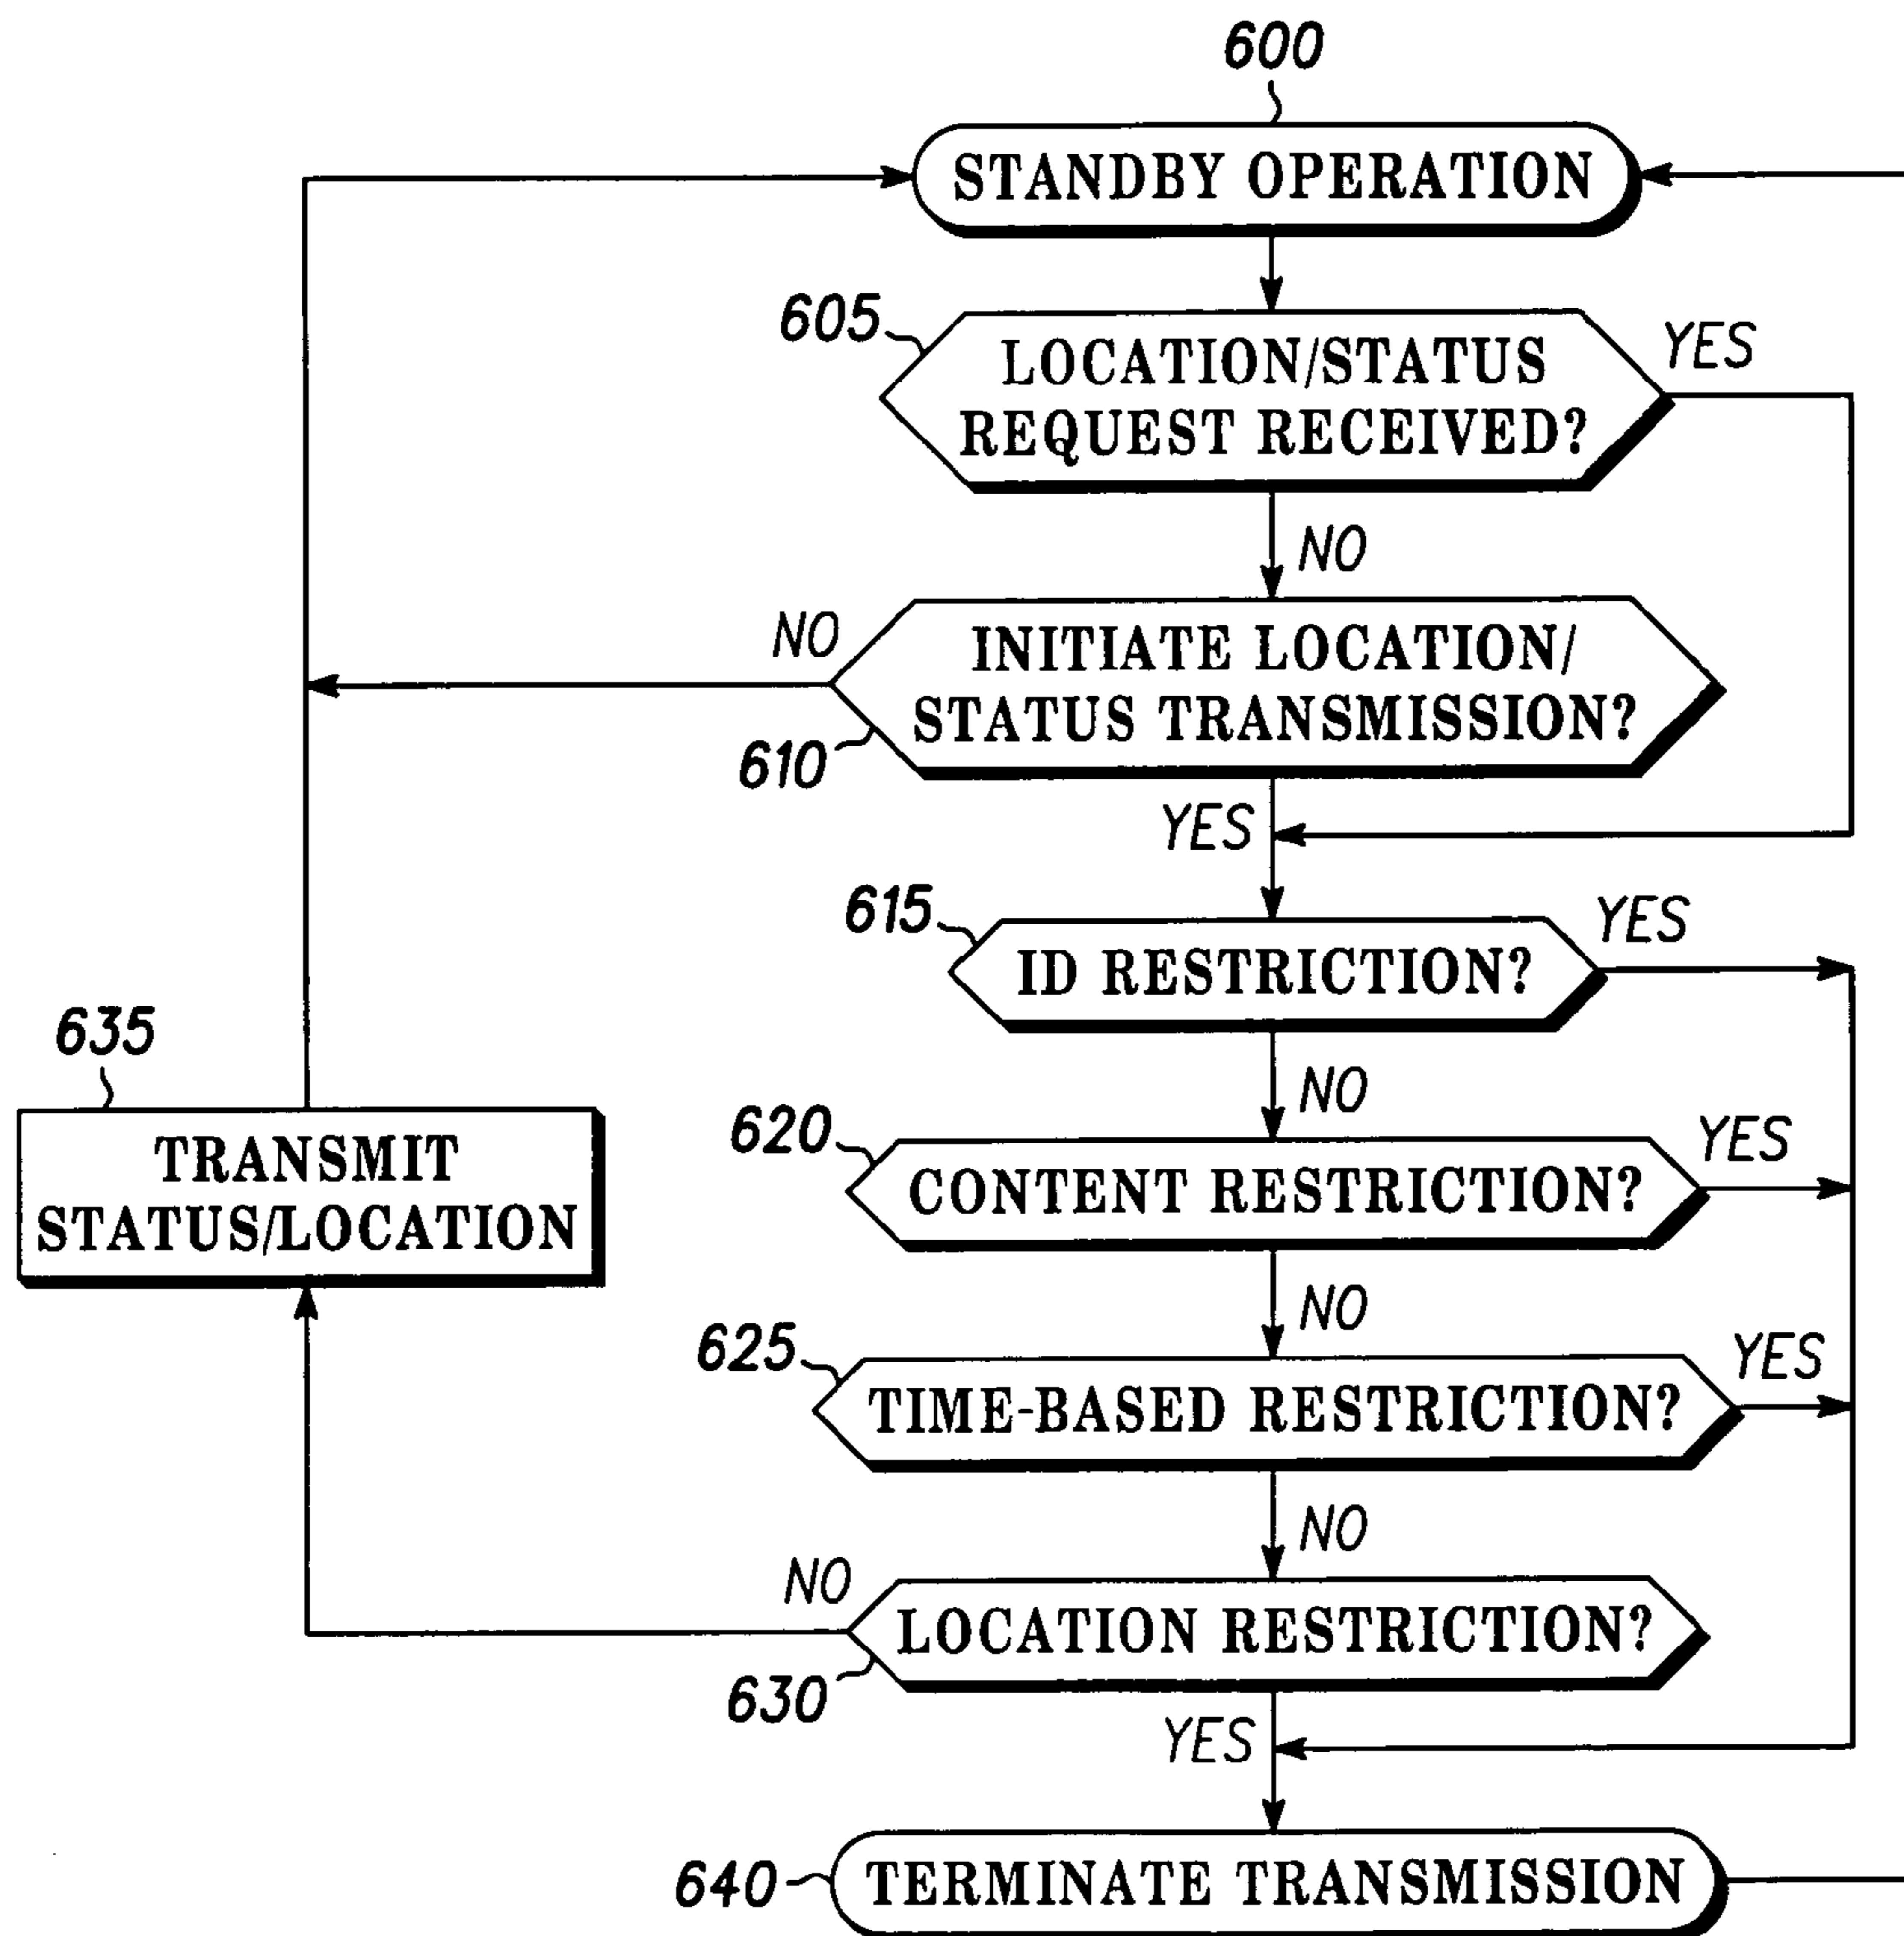 600
STANDBY OPERATION
605
LOCATION/STATUS
REQUEST RECEIVED?
YES
NO
NO
INITIATE LOCATION/
STATUS TRANSMISSION?
610
YES
615
ID RESTRICTION?
YES
635
NO
TRANSMIT
STATUS/LOCATION
620
CONTENT RESTRICTION?
YES
NO
625
TIME-BASED RESTRICTION?
YES
NO
NO
LOCATION RESTRICTION?
630
YES
640
TERMINATE TRANSMISSION